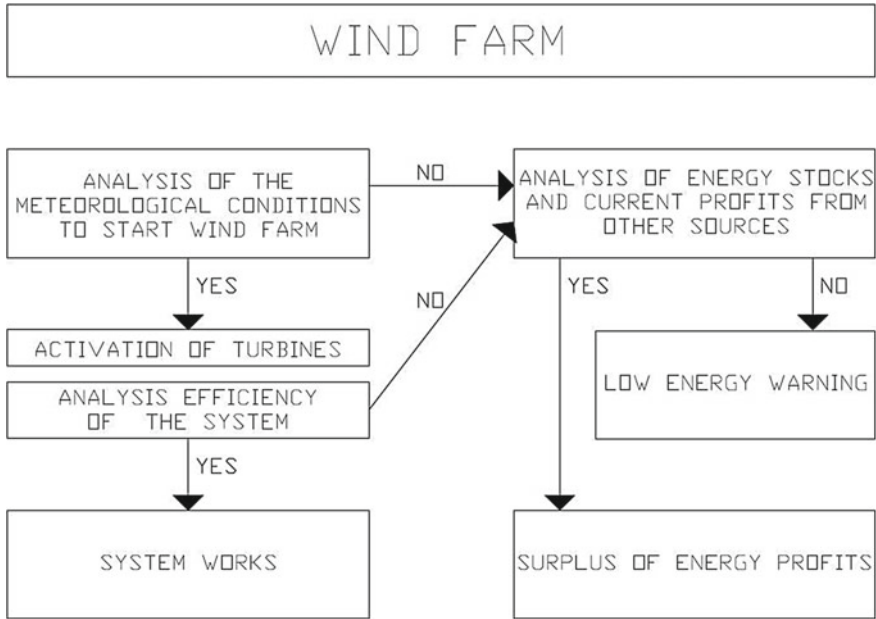 WIND FARM
ANALYSIS OF THE
METEOROLOGICAL CONDITIONS
TO START WIND FARM
NO
ANALYSIS OF ENERGY STOCKS
AND CURRENT PROFITS FROM
OTHER SOURCES
YES
NO
YES
NO
ACTIVATION OF TURBINES
ANALYSIS EFFICIENCY
OF THE SYSTEM
LOW ENERGY WARNING
YES
SYSTEM WORKS
SURPLUS OF ENERGY PROFITS